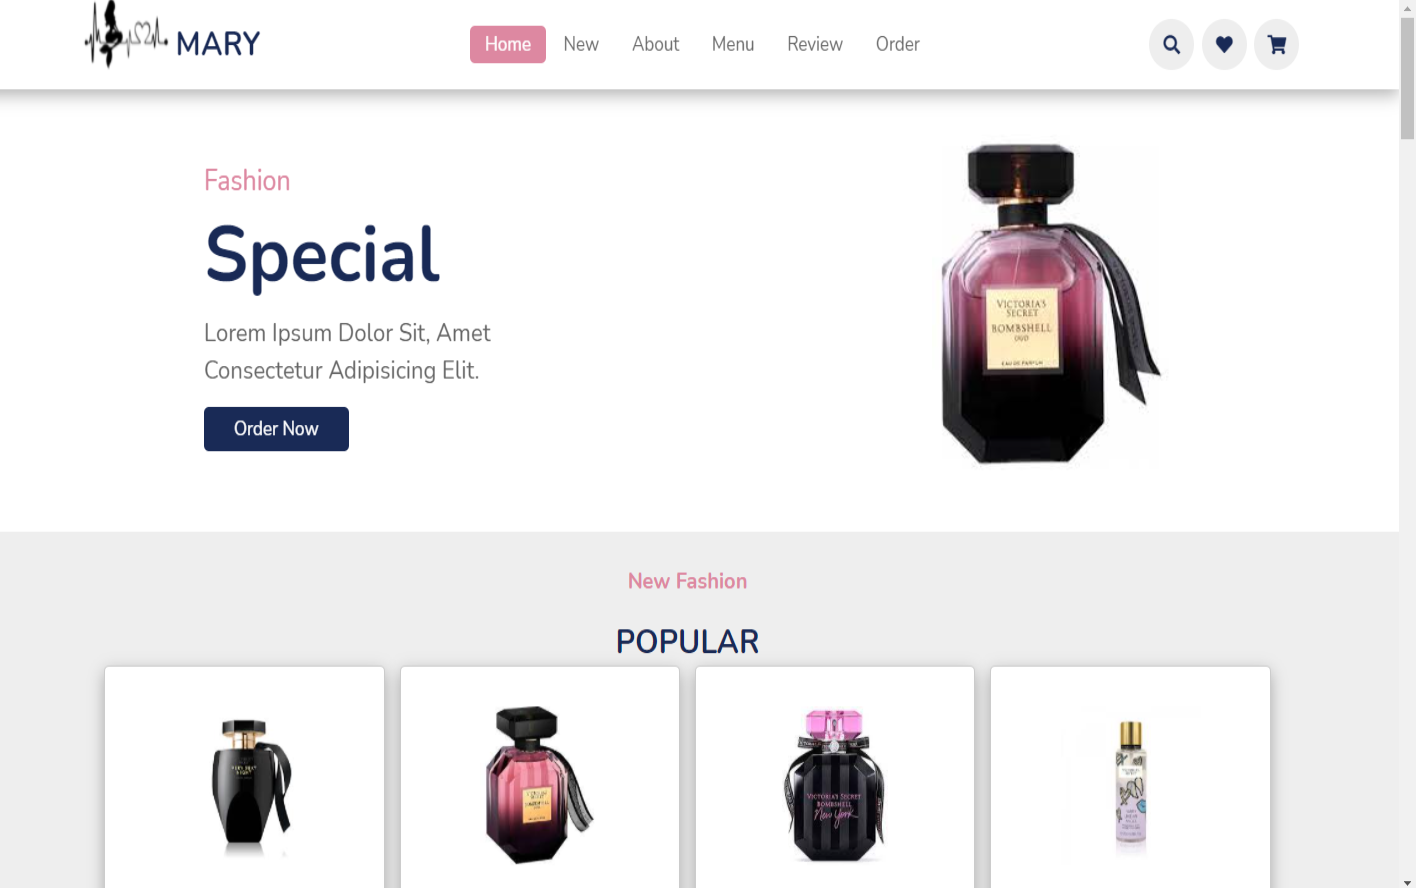 MARY
Home New About Menu Review Order
Fashion
Special
Lorem Ipsum Dolor Sit, Amet
Consectetur Adipisicing Elit.
Order Now
VICTORIA'S
SECRET
BOMBSHELL
OUD
EAU DE PARFUM
New Fashion
POPULAR
VICTORIA'S SECRET
BOMBSHELL
New York